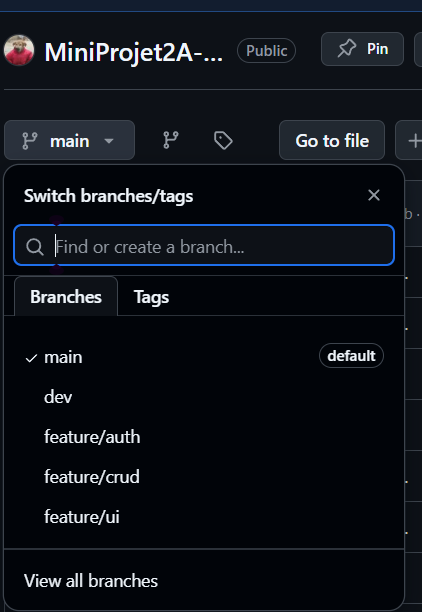 MiniProjet2A-... Public Pin
main Go to file
Switch branches/tags
Find or create a branch...
Branches Tags
main default
dev
feature/auth
feature/crud
feature/ui
View all branches